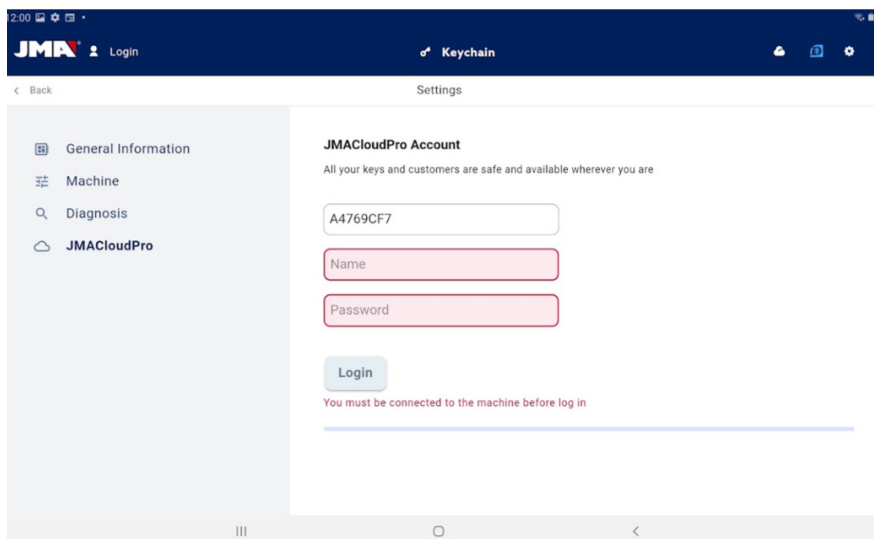 12:00
JMA Login
Keychain
Back
Settings
General Information
Machine
Diagnosis
JMACloudPro
JMACloudPro Account
All your keys and customers are safe and available wherever you are
A4769CF7
Name
Password
Login
You must be connected to the machine before log in